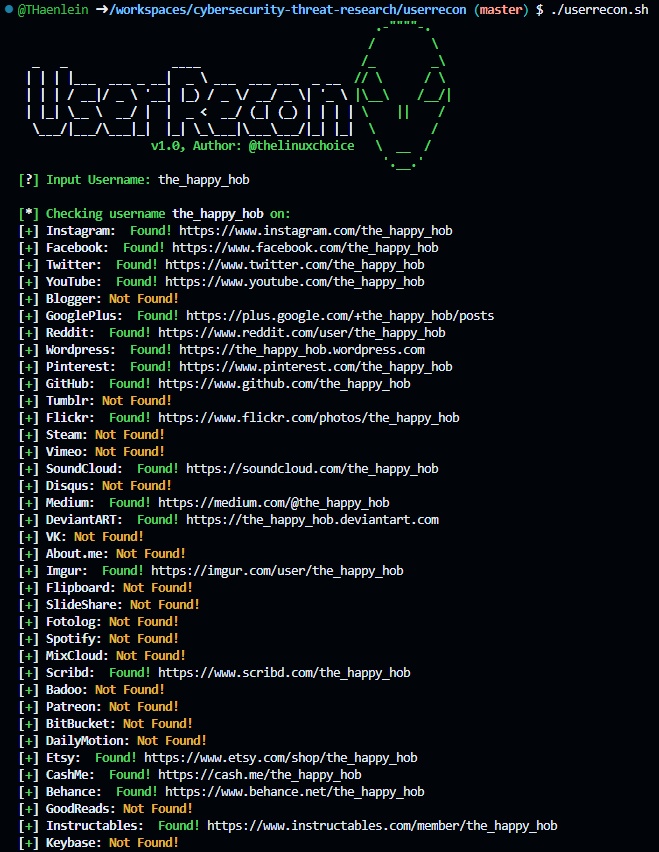 @THaenlein ➜/workspaces/cybersecurity-threat-research/userrecon (master) $ ./userrecon.sh
UserRecon
v1.0, Author: @thelinuxchoice
[?] Input Username: the_happy_hob
[*] Checking username the_happy_hob on:
[+] Instagram: Found! https://www.instagram.com/the_happy_hob
[+] Facebook: Found! https://www.facebook.com/the_happy_hob
[+] Twitter: Found! https://www.twitter.com/the_happy_hob
[+] YouTube: Found! https://www.youtube.com/the_happy_hob
[+] Blogger: Not Found!
[+] GooglePlus: Found! https://plus.google.com/+the_happy_hob/posts
[+] Reddit: Found! https://www.reddit.com/user/the_happy_hob
[+] Wordpress: Found! https://the_happy_hob.wordpress.com
[+] Pinterest: Found! https://www.pinterest.com/the_happy_hob
[+] GitHub: Found! https://www.github.com/the_happy_hob
[+] Tumblr: Not Found!
[+] Flickr: Found! https://www.flickr.com/photos/the_happy_hob
[+] Steam: Not Found!
[+] Vimeo: Not Found!
[+] SoundCloud: Found! https://soundcloud.com/the_happy_hob
[+] Disqus: Not Found!
[+] Medium: Found! https://medium.com/@the_happy_hob
[+] DeviantART: Found! https://the_happy_hob.deviantart.com
[+] VK: Not Found!
[+] About.me: Not Found!
[+] Imgur: Found! https://imgur.com/user/the_happy_hob
[+] Flipboard: Not Found!
[+] SlideShare: Not Found!
[+] Fotolog: Not Found!
[+] Spotify: Not Found!
[+] MixCloud: Not Found!
[+] Scribd: Found! https://www.scribd.com/the_happy_hob
[+] Badoo: Not Found!
[+] Patreon: Not Found!
[+] BitBucket: Not Found!
[+] DailyMotion: Not Found!
[+] Etsy: Found! https://www.etsy.com/shop/the_happy_hob
[+] CashMe: Found! https://cash.me/the_happy_hob
[+] Behance: Found! https://www.behance.net/the_happy_hob
[+] GoodReads: Not Found!
[+] Instructables: Found! https://www.instructables.com/member/the_happy_hob
[+] Keybase: Not Found!